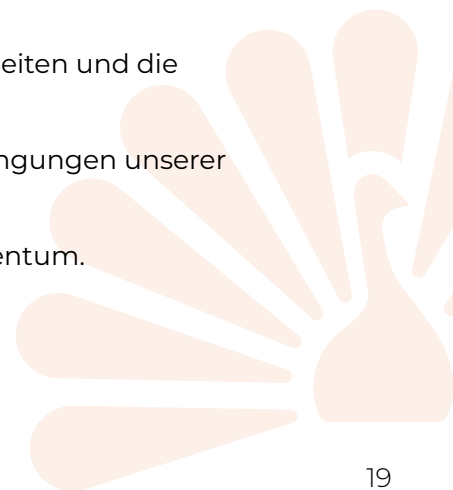 eiten und die
ngungen unserer
entum.
19